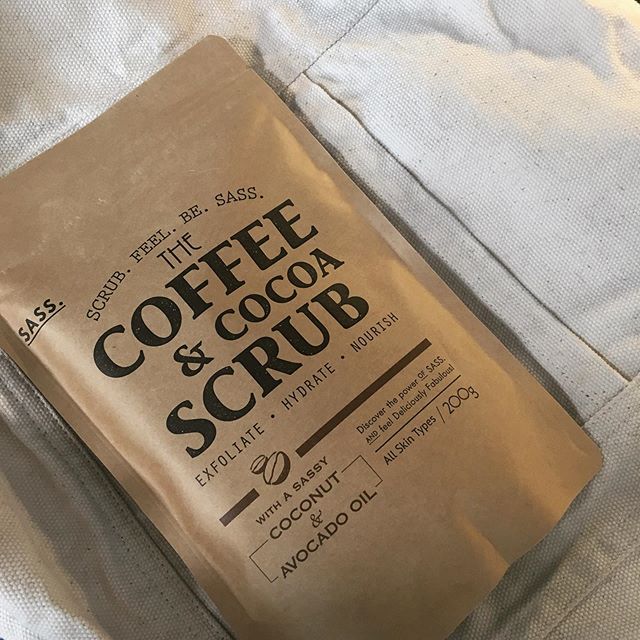 SASS.
SCRUB. FEEL. BE. SASS.
THE
COFFEE
& COCOA
SCRUB
EXFOLIATE • HYDRATE • NOURISH
WITH A SASSY
COCONUT
&
AVOCADO OIL
Discover the power of SASS.
AND feel Deliciously Fabulous!
All Skin Types / 200g